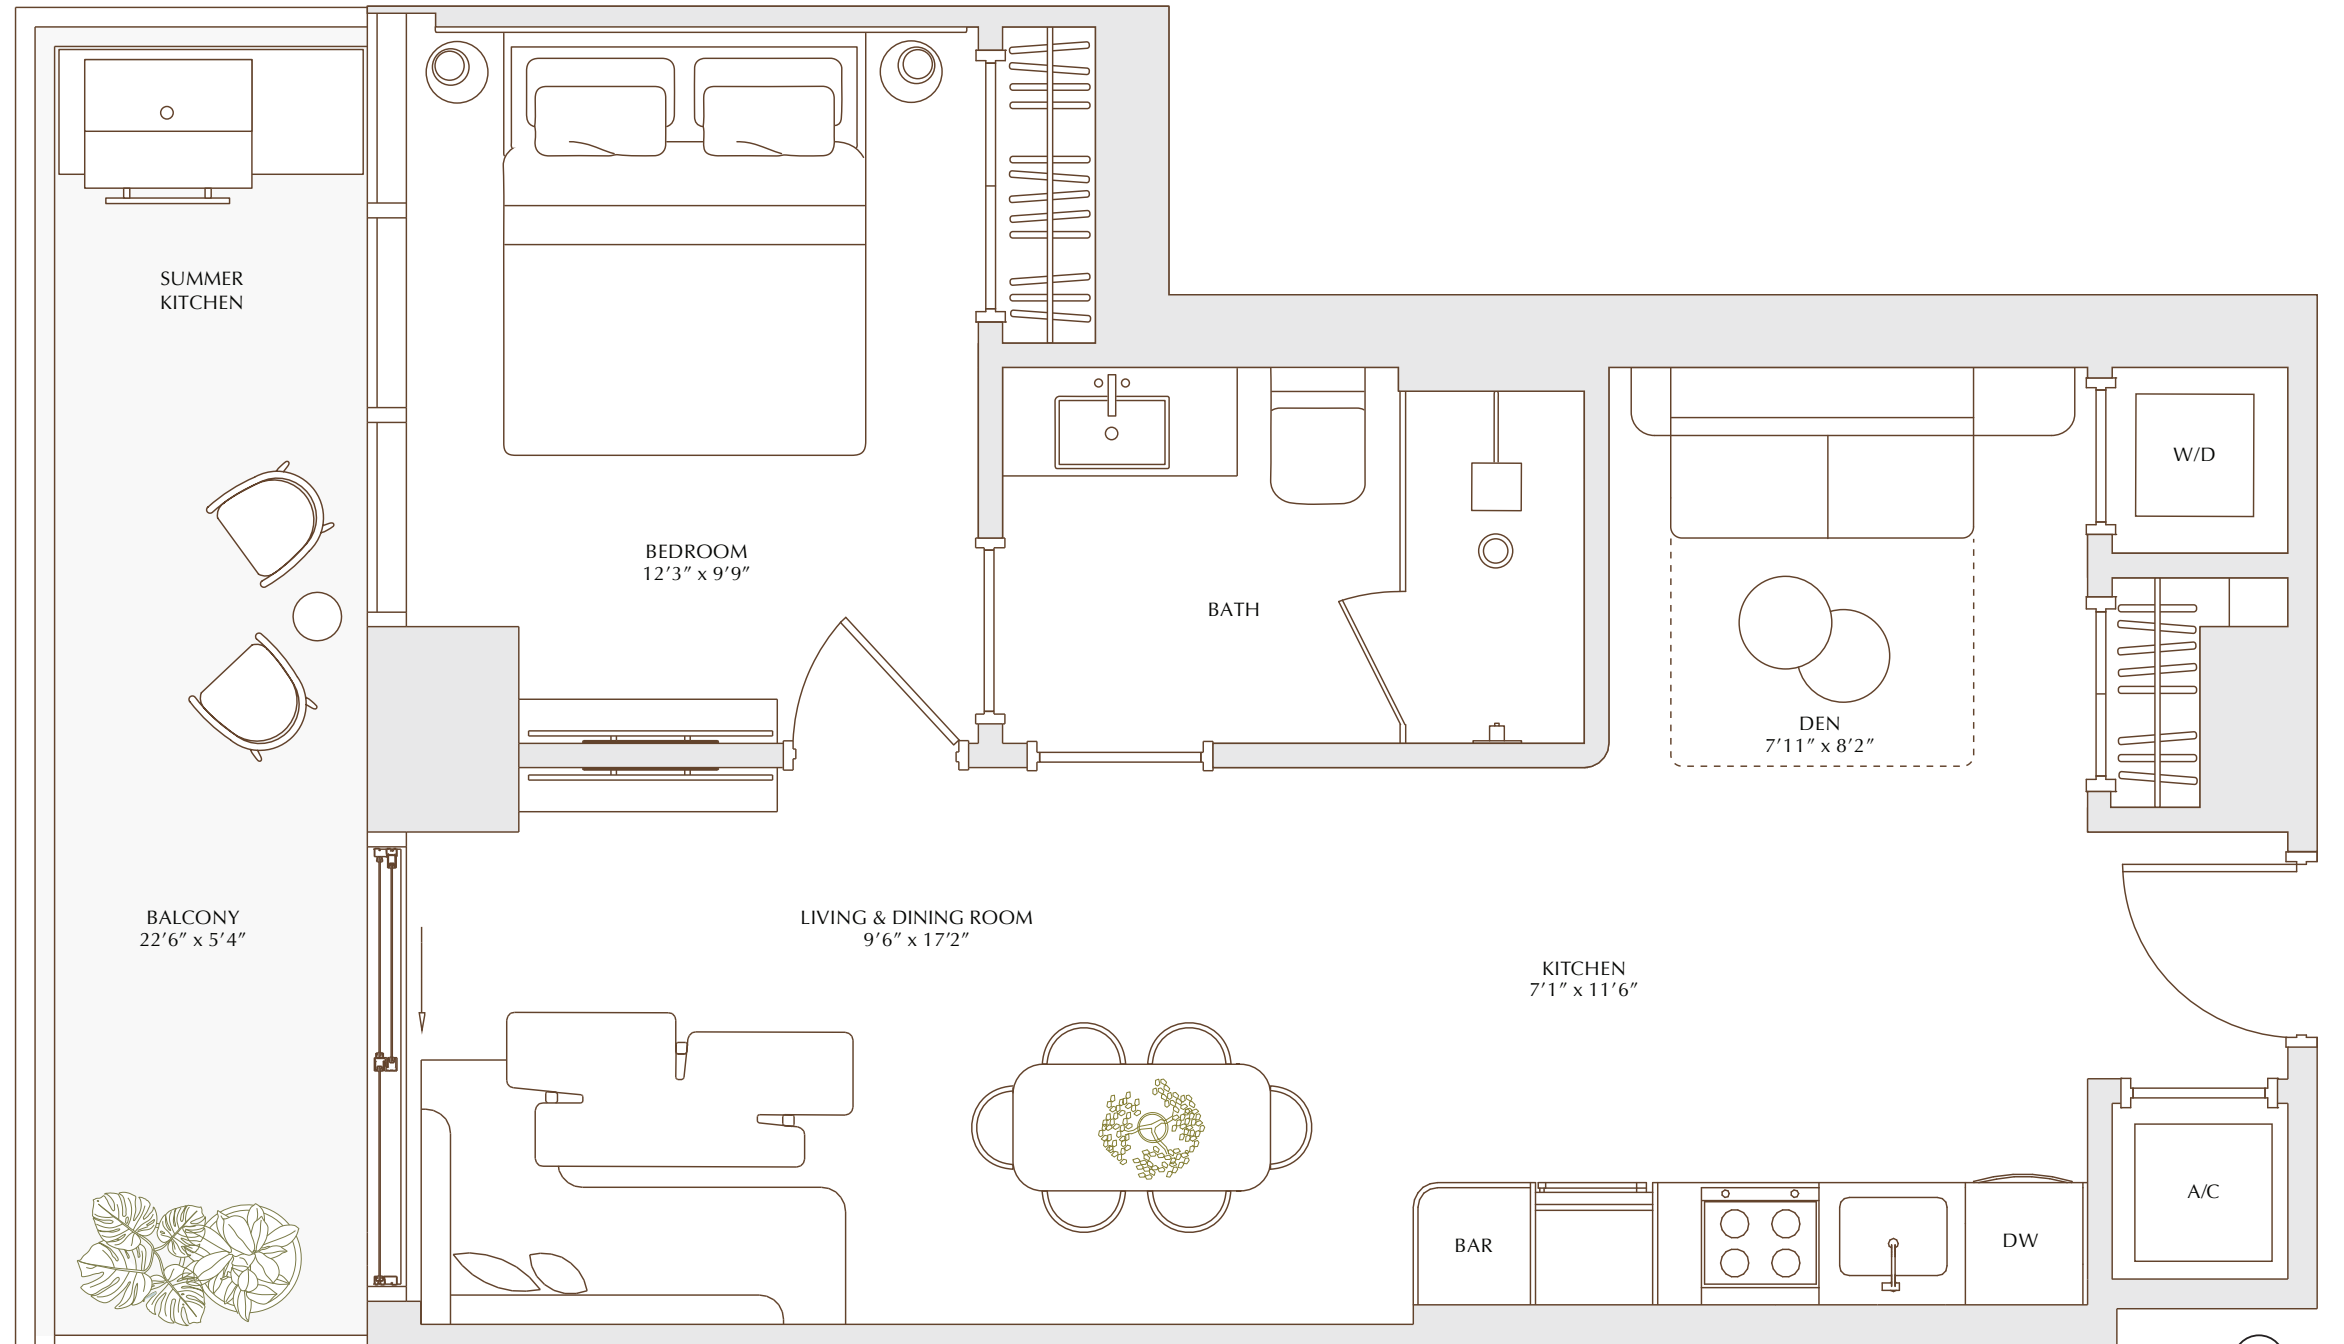 SUMMER
KITCHEN
BEDROOM
12'3" x 9'9"
BATH
W/D
DEN
7'11" x 8'2"
BALCONY
22'6" x 5'4"
LIVING & DINING ROOM
9'6" x 17'2"
KITCHEN
7'1" x 11'6"
BAR
DW
A/C